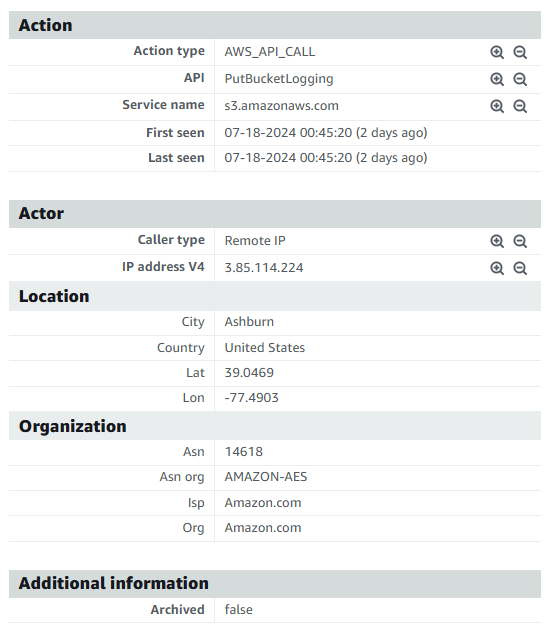 Action
Action type AWS_API_CALL
API PutBucketLogging
Service name s3.amazonaws.com
First seen 07-18-2024 00:45:20 (2 days ago)
Last seen 07-18-2024 00:45:20 (2 days ago)
Actor
Caller type Remote IP
IP address V4 3.85.114.224
Location
City Ashburn
Country United States
Lat 39.0469
Lon -77.4903
Organization
Asn 14618
Asn org AMAZON-AES
Isp Amazon.com
Org Amazon.com
Additional information
Archived false